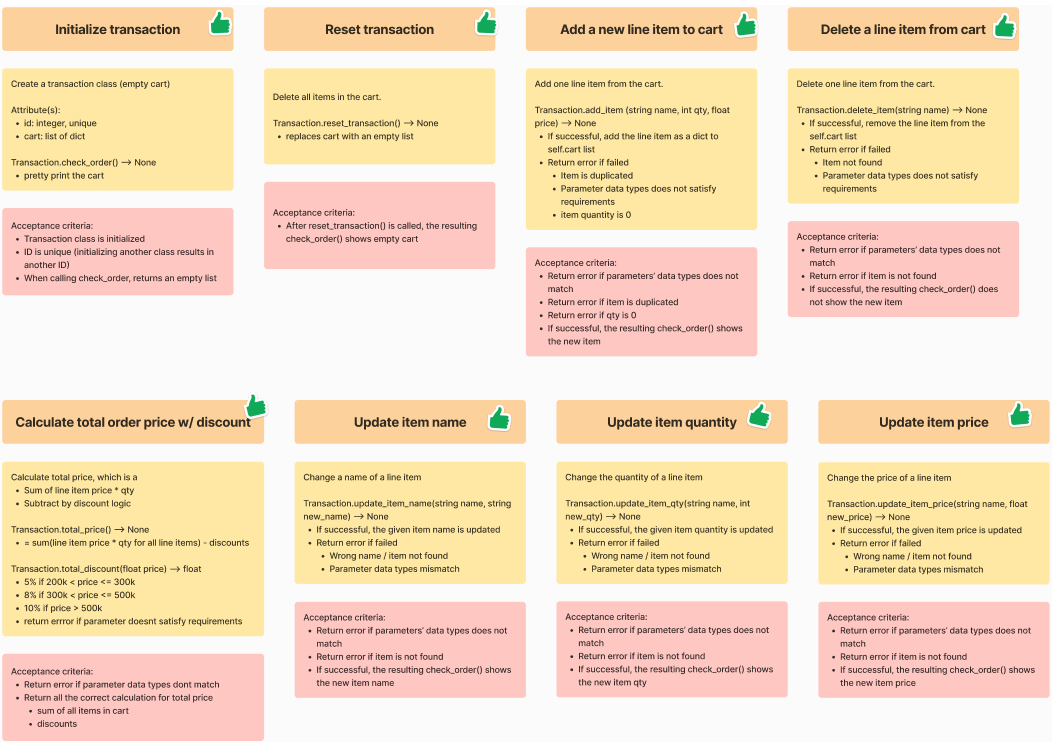 Initialize transaction
Create a transaction class (empty cart)
Attribute(s):
• id: integer, unique
• cart: list of dict
Transaction.check_order() —> None
• pretty print the cart
Acceptance criteria:
• Transaction class is initialized
• ID is unique (initializing another class results in
another ID)
• When calling check_order, returns an empty list
Reset transaction
Delete all items in the cart.
Transaction.reset_transaction() —> None
• replaces cart with an empty list
Acceptance criteria:
• After reset_transaction() is called, the resulting
check_order() shows empty cart
Add a new line item to cart
Add one line item from the cart.
Transaction.add_item (string name, int qty, float
price) —> None
• If successful, add the line item as a dict to
self.cart list
• Return error if failed
• Item is duplicated
• Parameter data types does not satisfy
requirements
• item quantity is 0
Acceptance criteria:
• Return error if parameters' data types does not
match
• Return error if item is duplicated
• Return error if qty is 0
• If successful, the resulting check_order() shows
the new item
Delete a line item from cart
Delete one line item from the cart.
Transaction.delete_item(string name) —> None
• If successful, remove the line item from the
self.cart list
• Return error if failed
• Item not found
• Parameter data types does not satisfy
requirements
Acceptance criteria:
• Return error if parameters' data types does not
match
• Return error if item is not found
• If successful, the resulting check_order() does
not show the new item
Calculate total order price w/ discount
Calculate total price, which is a
• Sum of line item price * qty
• Subtract by discount logic
Transaction.total_price() —> None
• = sum(line item price * qty for all line items) - discounts
Transaction.total_discount(float price) —> float
• 5% if 200k < price <= 300k
• 8% if 300k < price <= 500k
• 10% if price > 500k
• return errror if parameter doesnt satisfy requirements
Acceptance criteria:
• Return error if parameter data types dont match
• Return all the correct calculation for total price
• sum of all items in cart
• discounts
Update item name
Change a name of a line item
Transaction.update_item_name(string name, string
new_name) —> None
• If successful, the given item name is updated
• Return error if failed
• Wrong name / item not found
• Parameter data types mismatch
Acceptance criteria:
• Return error if parameters' data types does not
match
• Return error if item is not found
• If successful, the resulting check_order() shows
the new item name
Update item quantity
Change the quantity of a line item
Transaction.update_item_qty(string name, int
new_qty) —> None
• If successful, the given item quantity is updated
• Return error if failed
• Wrong name / item not found
• Parameter data types mismatch
Acceptance criteria:
• Return error if parameters' data types does not
match
• Return error if item is not found
• If successful, the resulting check_order() shows
the new item qty
Update item price
Change the price of a line item
Transaction.update_item_price(string name, float
new_price) —> None
• If successful, the given item price is updated
• Return error if failed
• Wrong name / item not found
• Parameter data types mismatch
Acceptance criteria:
• Return error if parameters' data types does not
match
• Return error if item is not found
• If successful, the resulting check_order() shows
the new item price